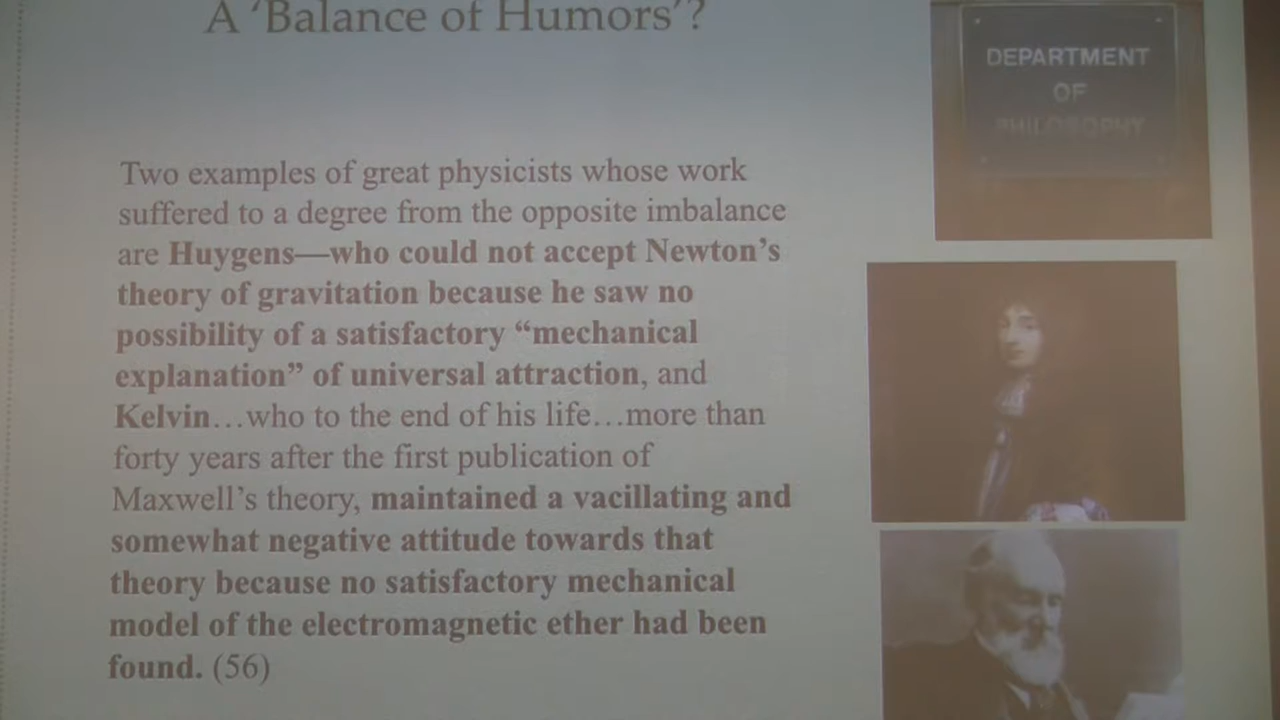 A ‘Balance of Humors’?
Two examples of great physicists whose work
suffered to a degree from the opposite imbalance
are Huygens—who could not accept Newton’s
theory of gravitation because he saw no
possibility of a satisfactory “mechanical
explanation” of universal attraction, and
Kelvin…who to the end of his life…more than
forty years after the first publication of
Maxwell’s theory, maintained a vacillating and
somewhat negative attitude towards that
theory because no satisfactory mechanical
model of the electromagnetic ether had been
found. (56)
DEPARTMENT
OF
PHILOSOPHY